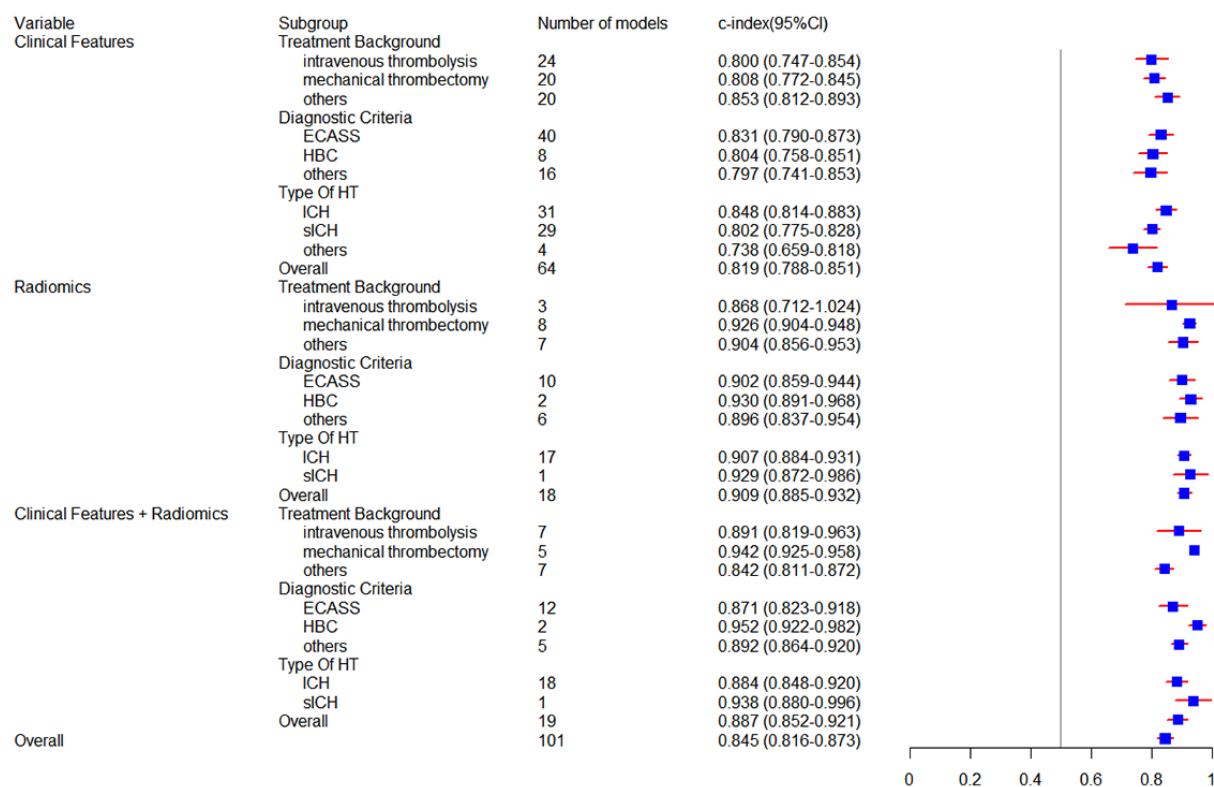 Variable Subgroup Number of models c-index(95%CI)
Clinical Features Treatment Background
intravenous thrombolysis 24 0.800 (0.747-0.854)
mechanical thrombectomy 20 0.808 (0.772-0.845)
others 20 0.853 (0.812-0.893)
Diagnostic Criteria
ECASS 40 0.831 (0.790-0.873)
HBC 8 0.804 (0.758-0.851)
others 16 0.797 (0.741-0.853)
Type Of HT
ICH 31 0.848 (0.814-0.883)
sICH 29 0.802 (0.775-0.828)
others 4 0.738 (0.659-0.818)
Overall 64 0.819 (0.788-0.851)
Radiomics Treatment Background
intravenous thrombolysis 3 0.868 (0.712-1.024)
mechanical thrombectomy 8 0.926 (0.904-0.948)
others 7 0.904 (0.856-0.953)
Diagnostic Criteria
ECASS 10 0.902 (0.859-0.944)
HBC 2 0.930 (0.891-0.968)
others 6 0.896 (0.837-0.954)
Type Of HT
ICH 17 0.907 (0.884-0.931)
sICH 1 0.929 (0.872-0.986)
Overall 18 0.909 (0.885-0.932)
Clinical Features + Radiomics Treatment Background
intravenous thrombolysis 7 0.891 (0.819-0.963)
mechanical thrombectomy 5 0.942 (0.925-0.958)
others 7 0.842 (0.811-0.872)
Diagnostic Criteria
ECASS 12 0.871 (0.823-0.918)
HBC 2 0.952 (0.922-0.982)
others 5 0.892 (0.864-0.920)
Type Of HT
ICH 18 0.884 (0.848-0.920)
sICH 1 0.938 (0.880-0.996)
Overall 19 0.887 (0.852-0.921)
Overall 101 0.845 (0.816-0.873)
0 0.2 0.4 0.6 0.8 1